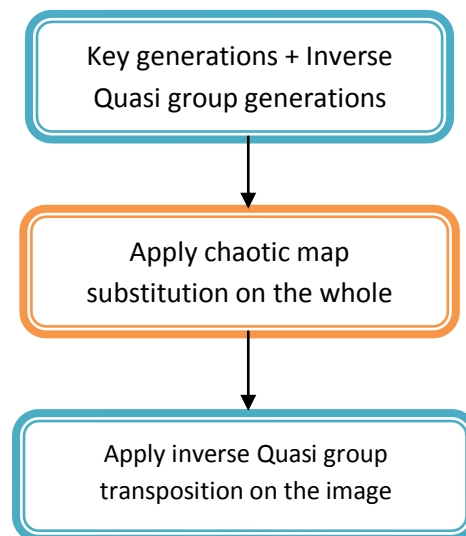 Key generations + Inverse
Quasi group generations
Apply chaotic map
substitution on the whole
Apply inverse Quasi group
transposition on the image